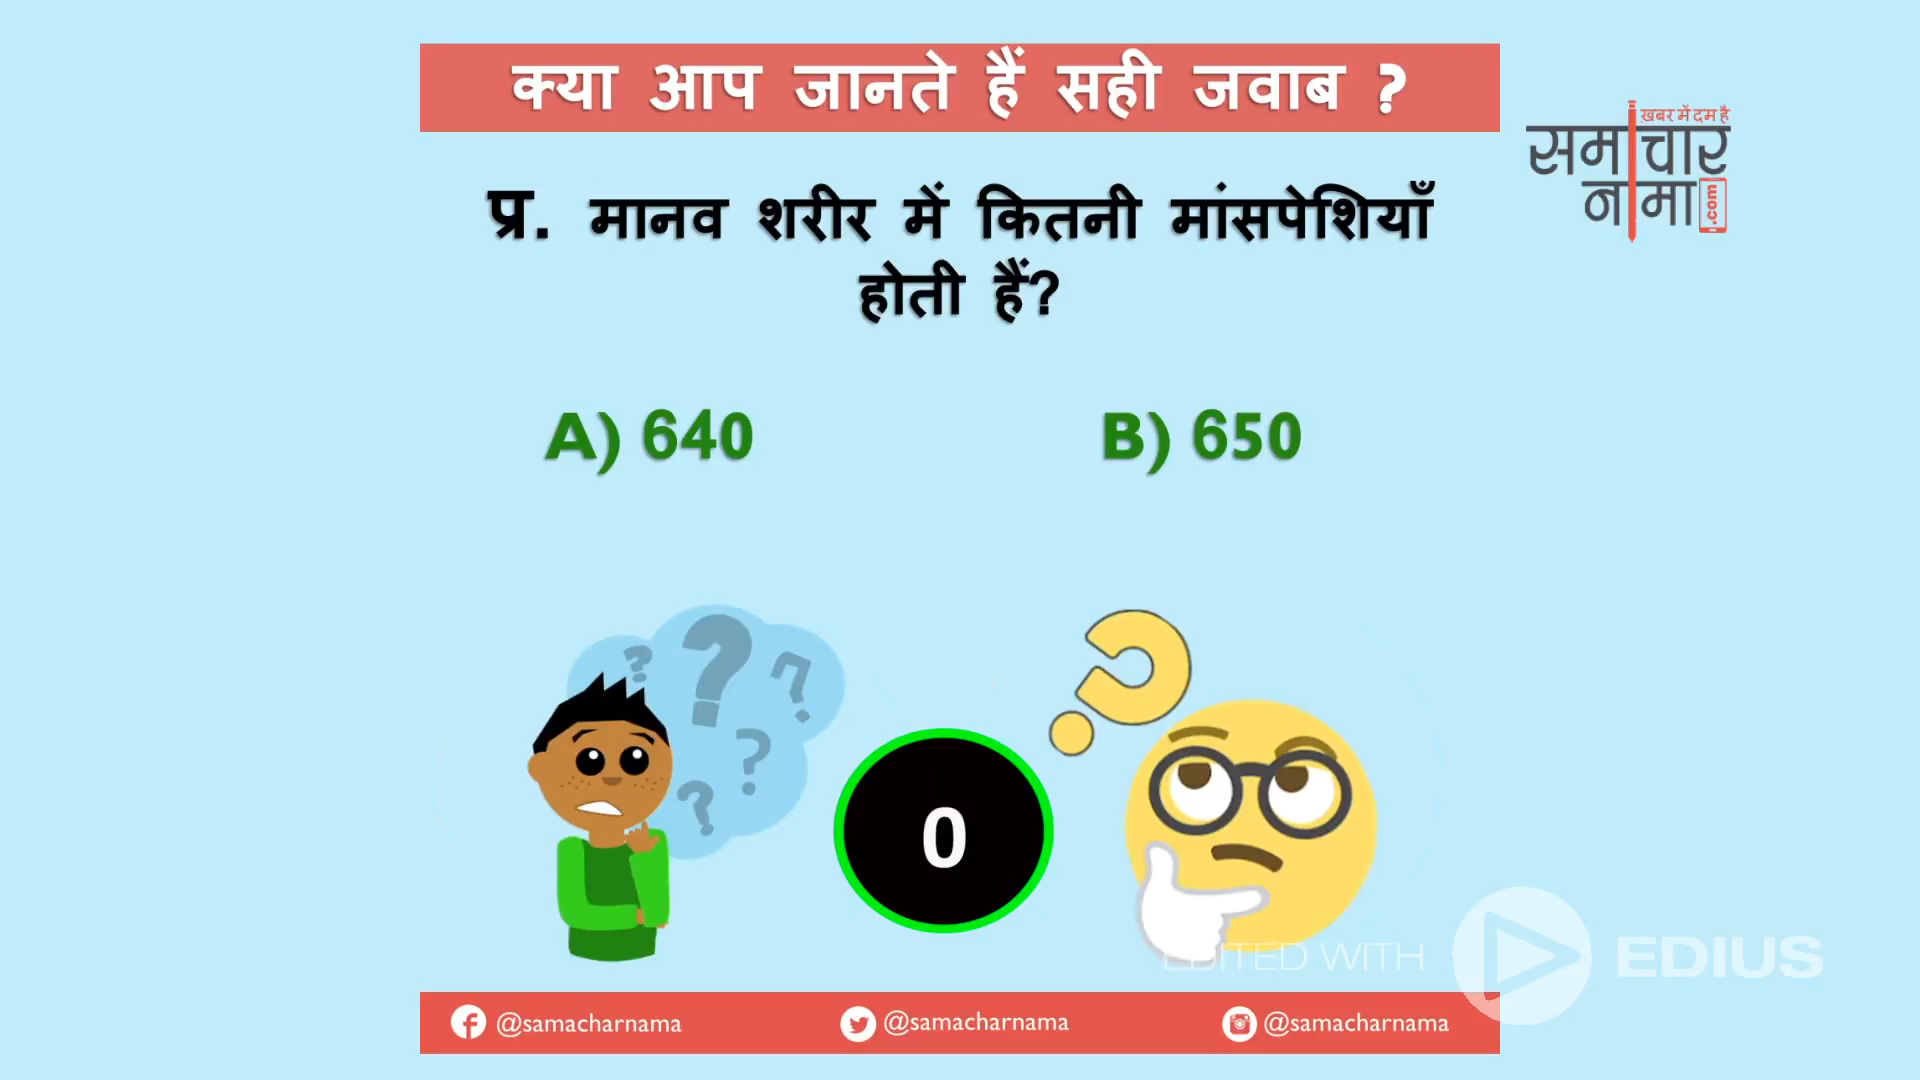 क्या आप जानते हैं सही जवाब ?
ख़बर में दम है
समाचार
नामा
.com
प्र. मानव शरीर में कितनी मांसपेशियाँ
होती हैं?
A) 640
B) 650
? ? ? ? ?
?
0
EDITED WITH EDIUS
@samacharnama
@samacharnama
@samacharnama